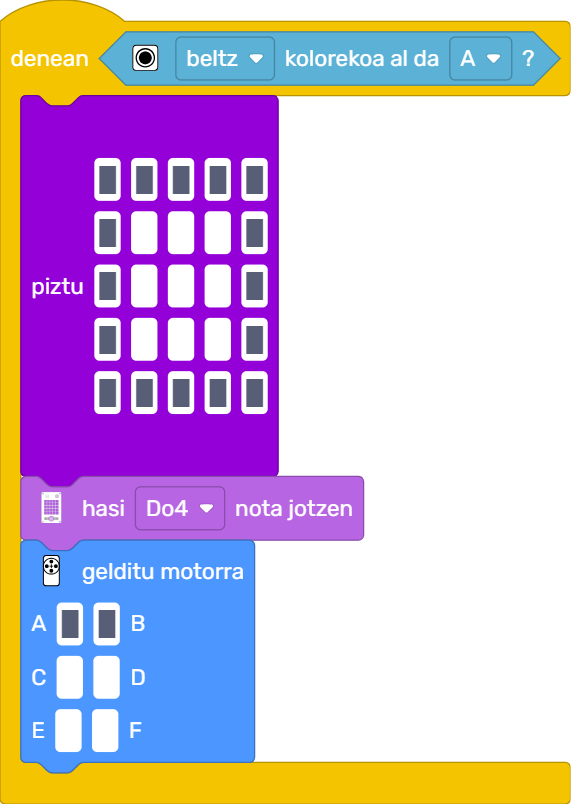 denean beltz kolorekoa al da A ?
piztu
hasi Do4 nota jotzen
gelditu motorra
A B
C D
E F